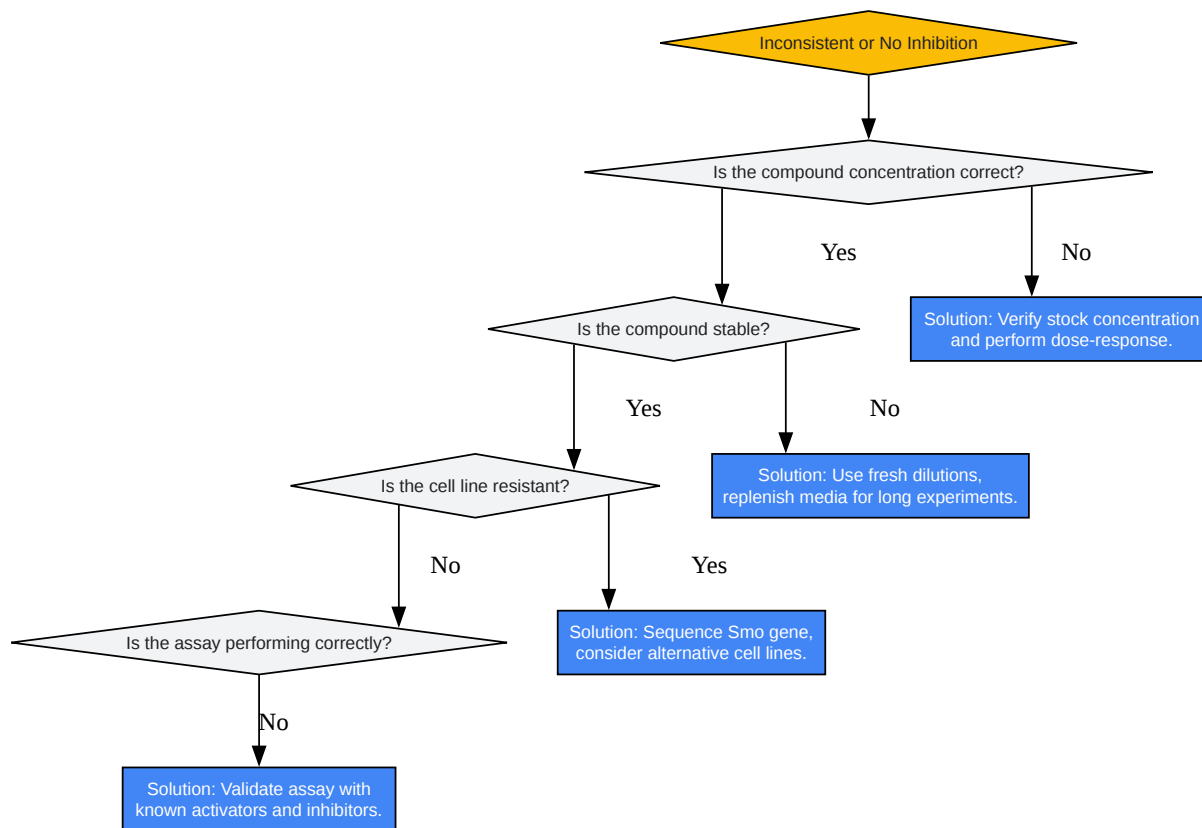 Inconsistent or No Inhibition
Is the compound concentration correct?
Yes
No
Is the compound stable?
Solution: Verify stock concentration
and perform dose-response.
Yes
No
Is the cell line resistant?
Solution: Use fresh dilutions,
replenish media for long experiments.
No
Yes
Is the assay performing correctly?
Solution: Sequence Smo gene,
consider alternative cell lines.
No
Solution: Validate assay with
known activators and inhibitors.